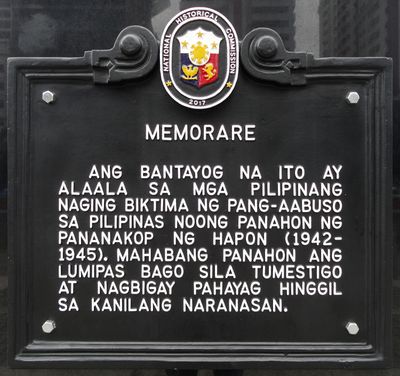 NATIONAL HISTORICAL COMMISSION
2017
MEMORARE
ANG BANTAYOG NA ITO AY
ALAALA SA MGA PILIPINANG
NAGING BIKTIMA NG PANG-AABUSO
SA PILIPINAS NOONG PANAHON NG
PANANAKOP NG HAPON (1942-
1945). MAHABANG PANAHON ANG
LUMIPAS BAGO SILA TUMESTIGO
AT NAGBIGAY PAHAYAG HINGGIL
SA KANILANG NARANASAN.